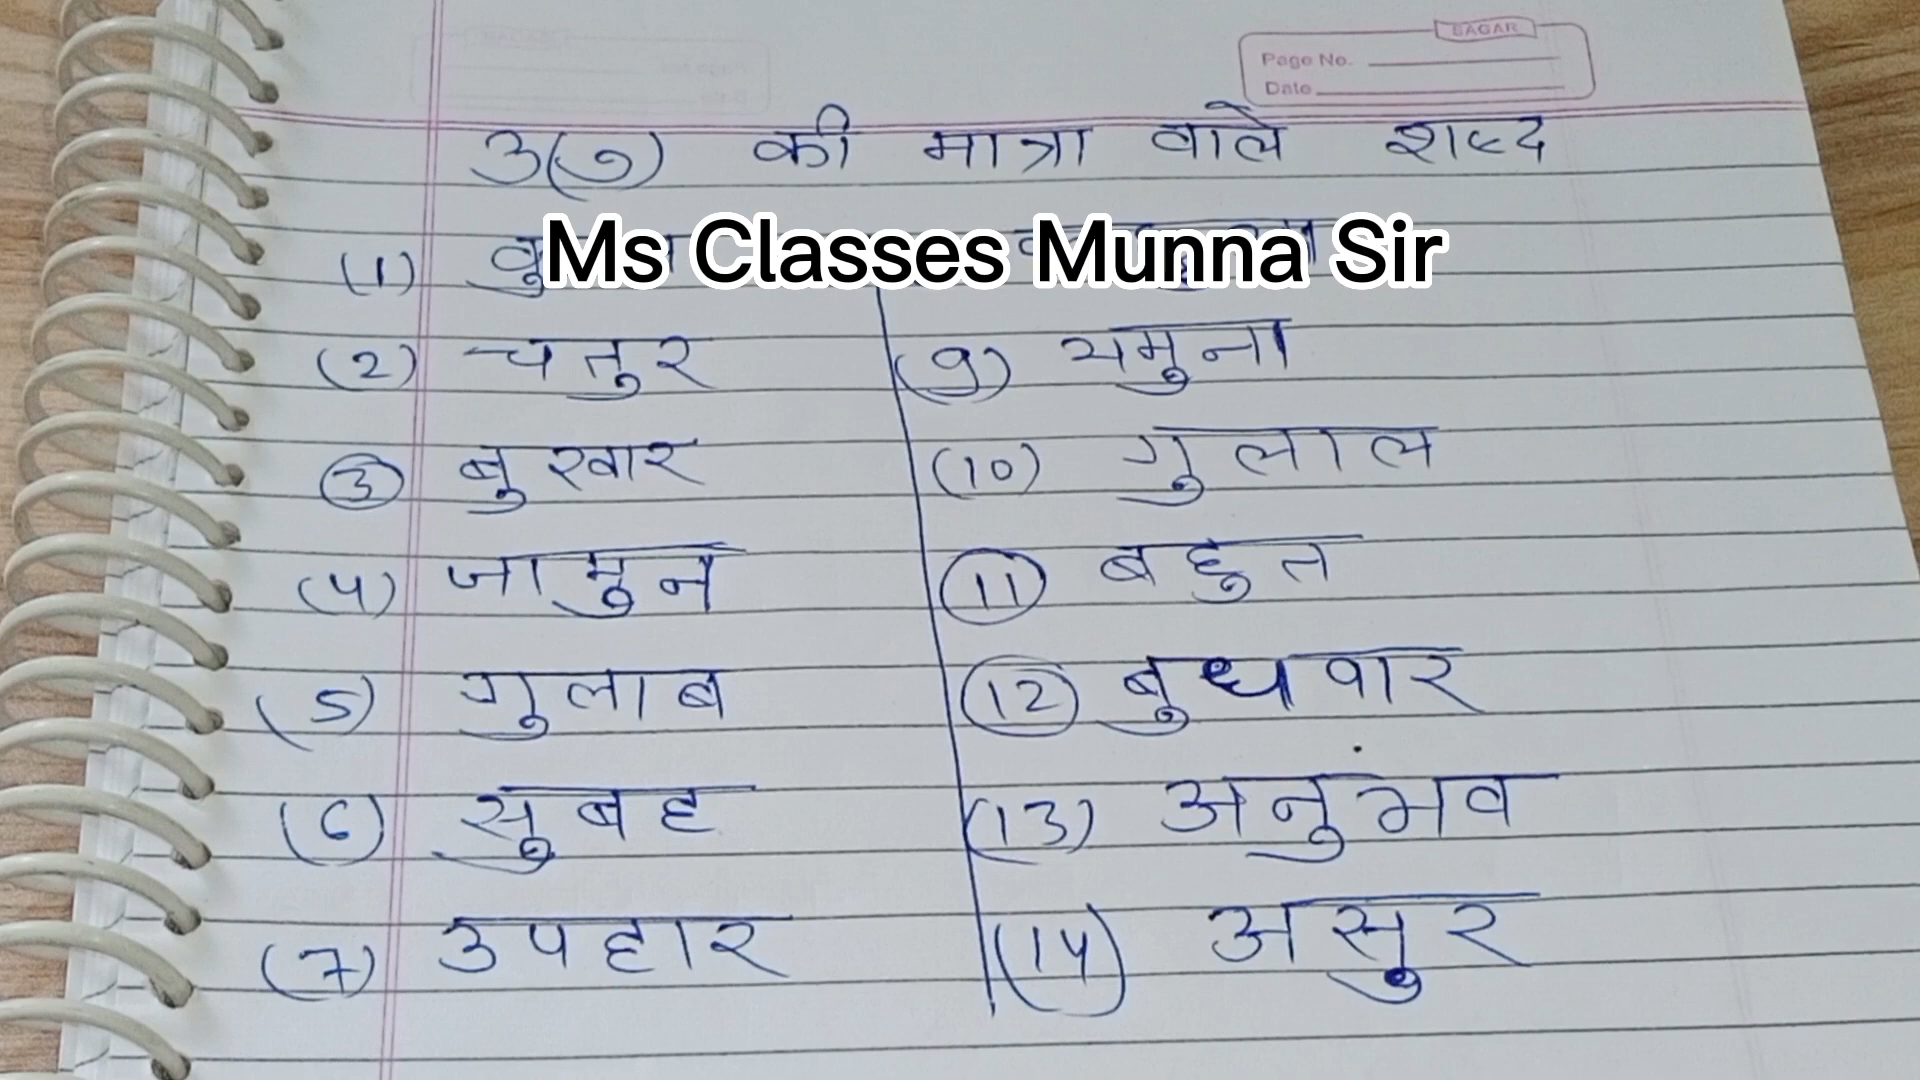 SAGAR
Page No.
Date
उ(ु) की मात्रा वाले शब्द
Ms Classes Munna Sir
(1)
(2) चतुर
(3) बुखार
(4) जामुन
(5) गुलाब
(6) सुबह
(7) उपहार
(9) यमुना
(10) गुलाल
(11) बहुत
(12) बुधवार
(13) अनुभव
(14) असुर